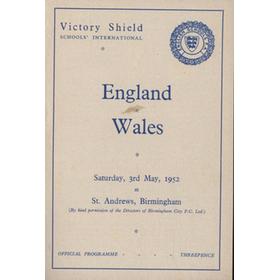 Victory Shield
SCHOOLS' INTERNATIONAL
England
Wales
Saturday, 3rd May, 1952
at
St. Andrews, Birmingham
(By kind permission of the Directors of Birmingham City F.C. Ltd.)
OFFICIAL PROGRAMME - - - - THREEPENCE